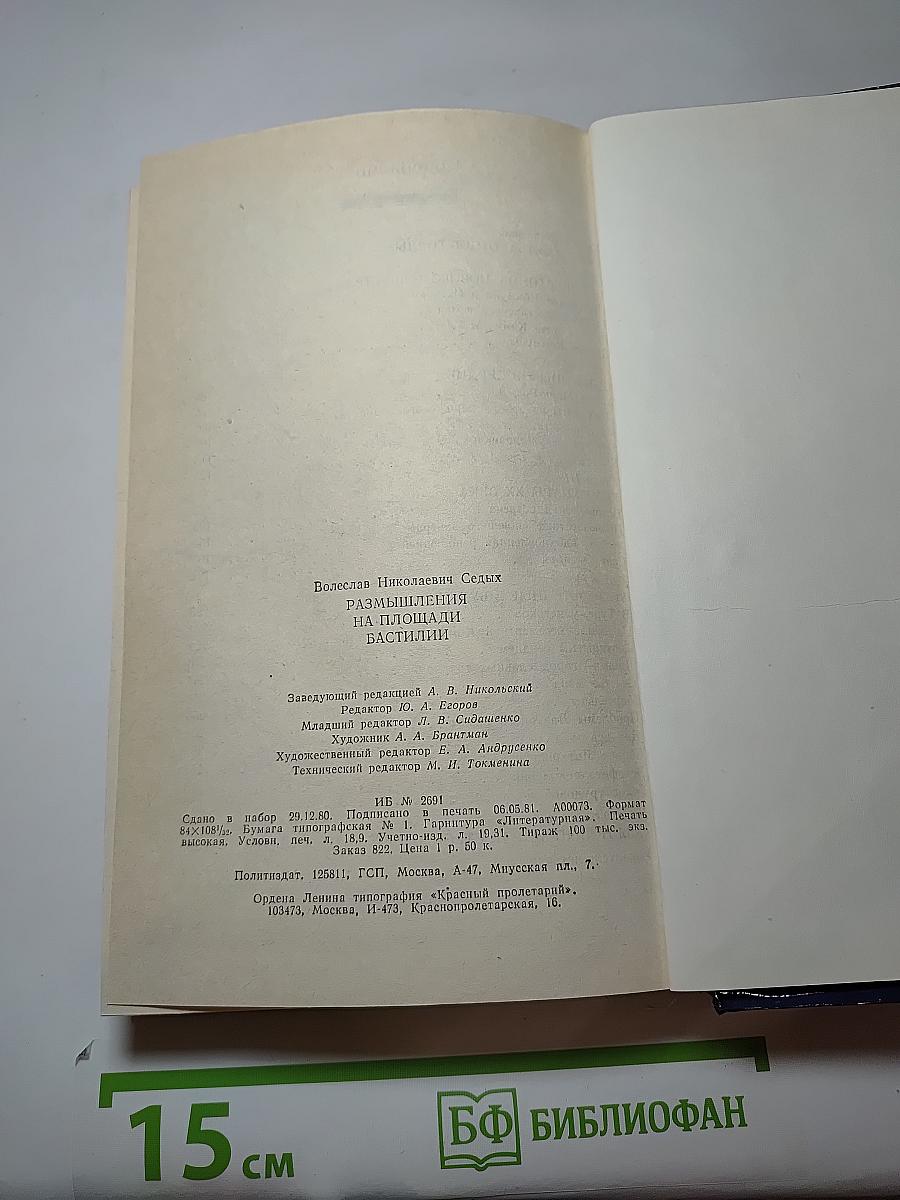 Волеслав Николаевич Седых
РАЗМЫШЛЕНИЯ
НА ПЛОЩАДИ
БАСТИЛИИ
Заведующий редакцией А. В. Никольский
Редактор Ю. А. Егоров
Младший редактор Л. В. Сидашенко
Художник А. А. Брантман
Художественный редактор Е. А. Андрусенко
Технический редактор М. И. Токменина
ИБ № 2691
Сдано в набор 29.12.80. Подписано в печать 06.05.81. А00073. Формат
84×108¹/₃₂. Бумага типографская № 1. Гарнитура «Литературная». Печать
высокая. Условн. печ. л. 18,9. Учетно-изд. л. 19,31. Тираж 100 тыс. экз.
Заказ 822. Цена 1 р. 50 к.
Политиздат. 125811, ГСП, Москва, А-47, Миусская пл., 7.
Ордена Ленина типография «Красный пролетарий».
103473, Москва, И-473, Краснопролетарская, 16.
15 см
БФ БИБЛИОФАН